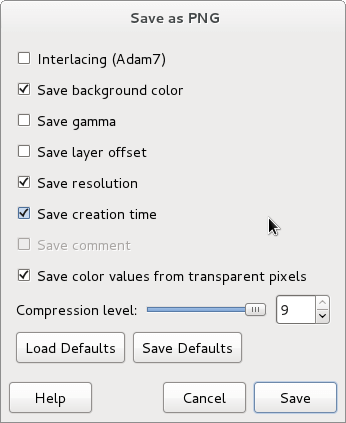 Save as PNG
Interlacing (Adam7)
Save background color
Save gamma
Save layer offset
Save resolution
Save creation time
Save comment
Save color values from transparent pixels
Compression level: 9
Load Defaults Save Defaults
Help Cancel Save